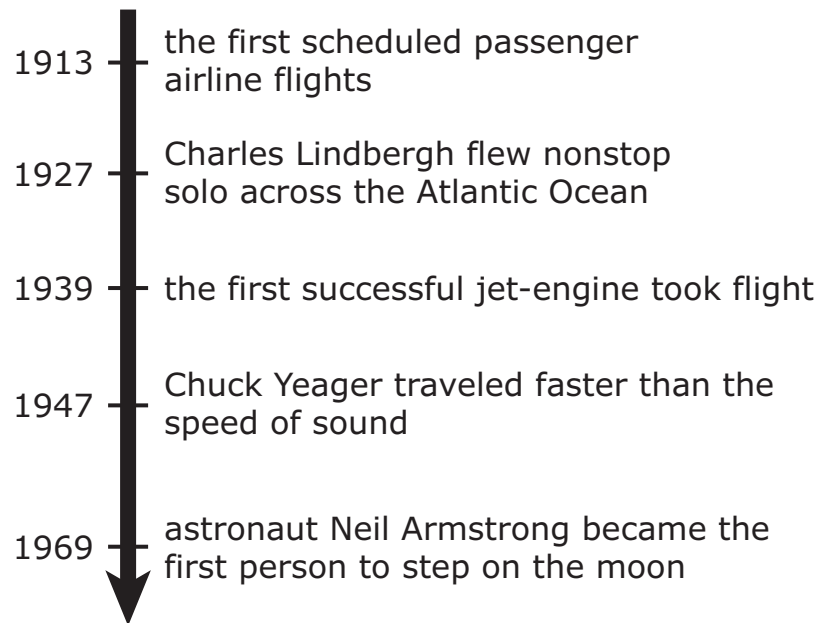 1913
the first scheduled passenger
airline flights
1927
Charles Lindbergh flew nonstop
solo across the Atlantic Ocean
1939
the first successful jet-engine took flight
1947
Chuck Yeager traveled faster than the
speed of sound
1969
astronaut Neil Armstrong became the
first person to step on the moon